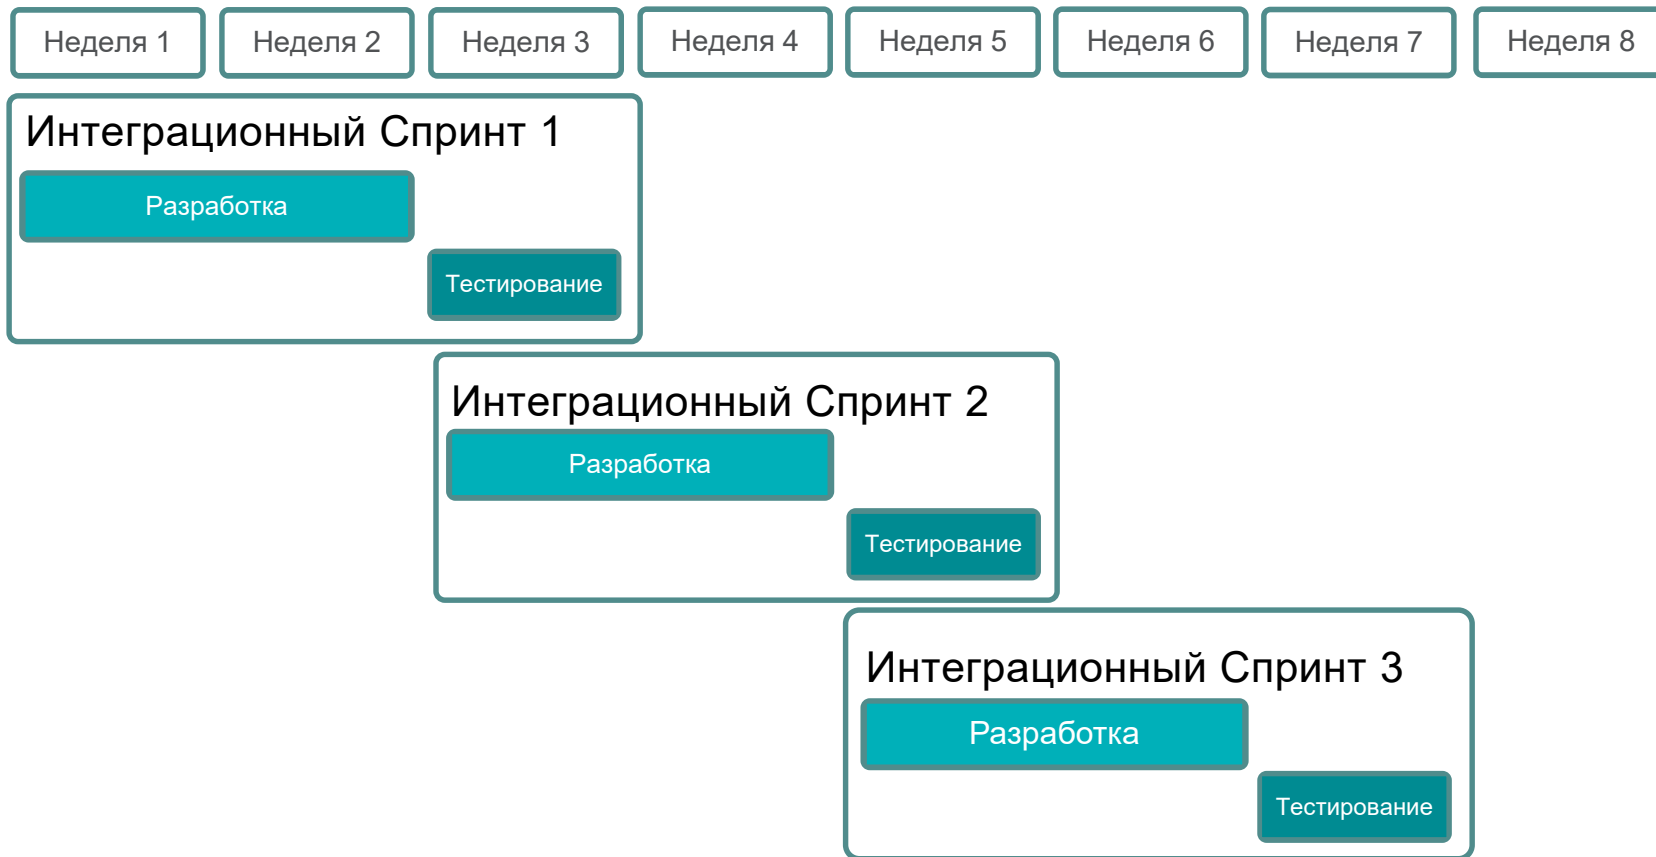 Неделя 1
Неделя 2
Неделя 3
Неделя 4
Неделя 5
Неделя 6
Неделя 7
Неделя 8
Интеграционный Спринт 1
Разработка
Тестирование
Интеграционный Спринт 2
Разработка
Тестирование
Интеграционный Спринт 3
Разработка
Тестирование